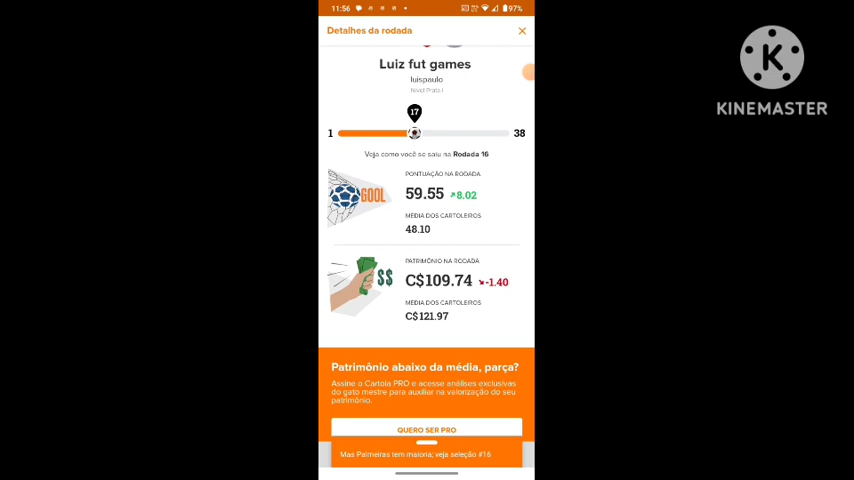 11:56
97%
Detalhes da rodada
Luiz fut games
luispaulo
Nível Prata I
17
1
38
Veja como você se saiu na Rodada 16
PONTUAÇÃO NA RODADA
GOOL
59.55 8.02
MÉDIA DOS CARTOLEIROS
48.10
PATRIMÔNIO NA RODADA
$$
C$109.74 -1.40
MÉDIA DOS CARTOLEIROS
C$121.97
Patrimônio abaixo da média, parça?
Assine o Cartola PRO e acesse análises exclusivas
do gato mestre para auxiliar na valorização do seu
patrimônio.
QUERO SER PRO
Mas Palmeiras tem maioria; veja seleção #16
K
KINEMASTER